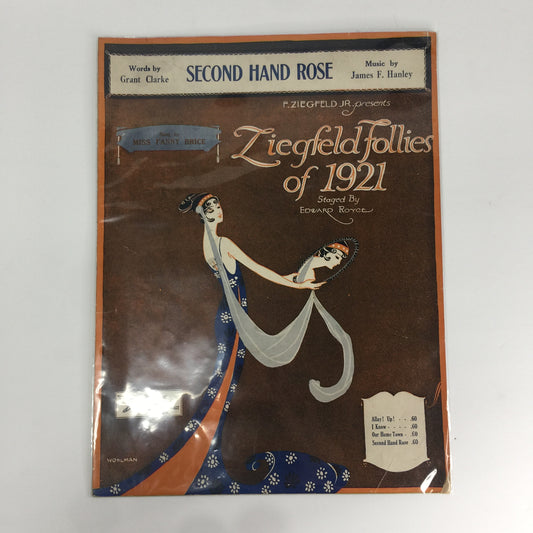 Words by
Grant Clarke
SECOND HAND ROSE
Music by
James F. Hanley
F. ZIEGFELD JR. presents
Sung by
MISS FANNY BRICE
Ziegfeld Follies
of 1921
Staged By
EDWARD ROYCE
Allay! Up! - - .60
I Know - - - - .60
Our Home Town - .60
Second Hand Rose .60
WOHLMAN